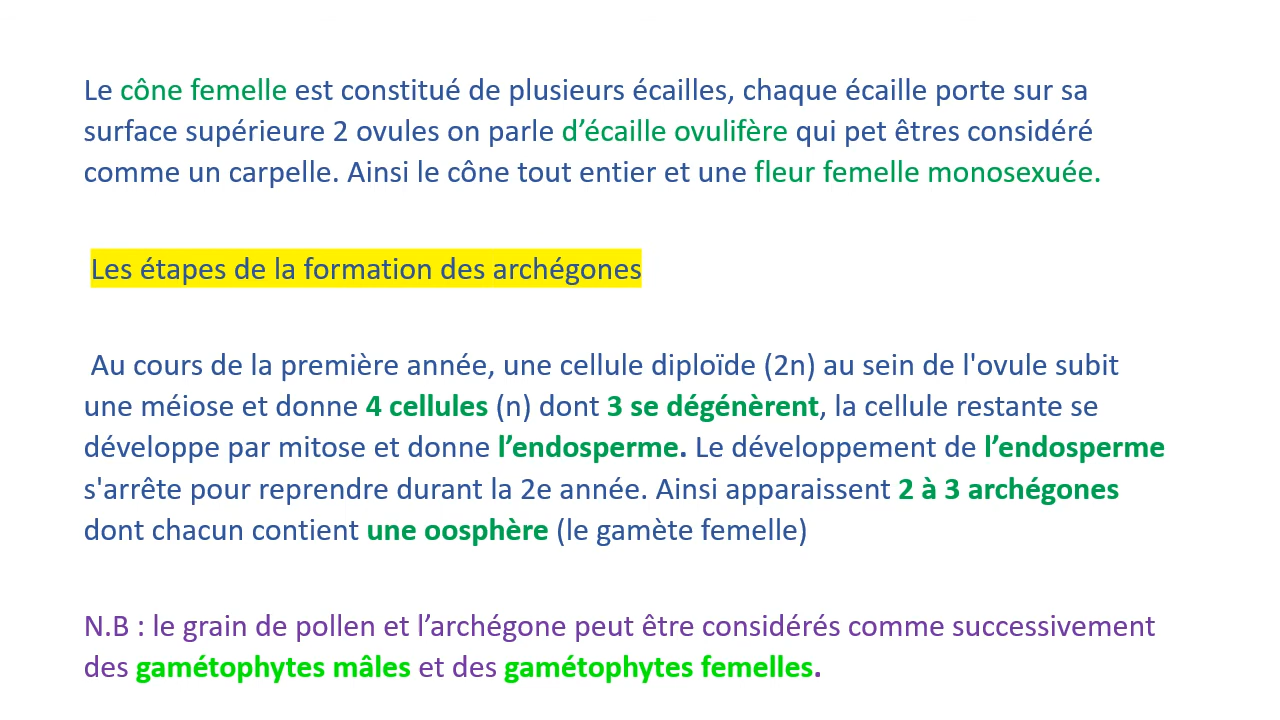 Le cône femelle est constitué de plusieurs écailles, chaque écaille porte sur sa
surface supérieure 2 ovules on parle d’écaille ovulifère qui pet êtres considéré
comme un carpelle. Ainsi le cône tout entier et une fleur femelle monosexuée.
Les étapes de la formation des archégones
Au cours de la première année, une cellule diploïde (2n) au sein de l'ovule subit
une méiose et donne 4 cellules (n) dont 3 se dégénèrent, la cellule restante se
développe par mitose et donne l’endosperme. Le développement de l’endosperme
s'arrête pour reprendre durant la 2e année. Ainsi apparaissent 2 à 3 archégones
dont chacun contient une oosphère (le gamète femelle)
N.B : le grain de pollen et l’archégone peut être considérés comme successivement
des gamétophytes mâles et des gamétophytes femelles.